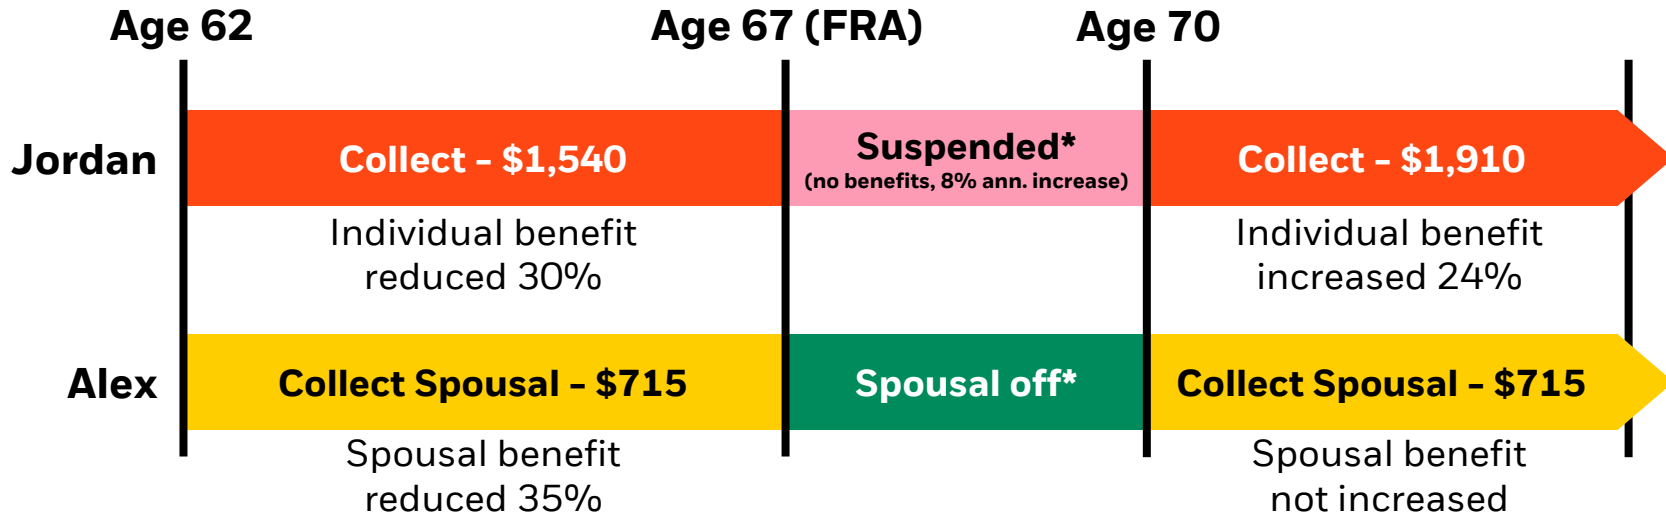 Age 62
Age 67 (FRA)
Age 70
Jordan
Collect – $1,540
Suspended*
(no benefits, 8% ann. increase)
Collect – $1,910
Individual benefit
reduced 30%
Individual benefit
increased 24%
Alex
Collect Spousal – $715
Spousal off*
Collect Spousal – $715
Spousal benefit
reduced 35%
Spousal benefit
not increased